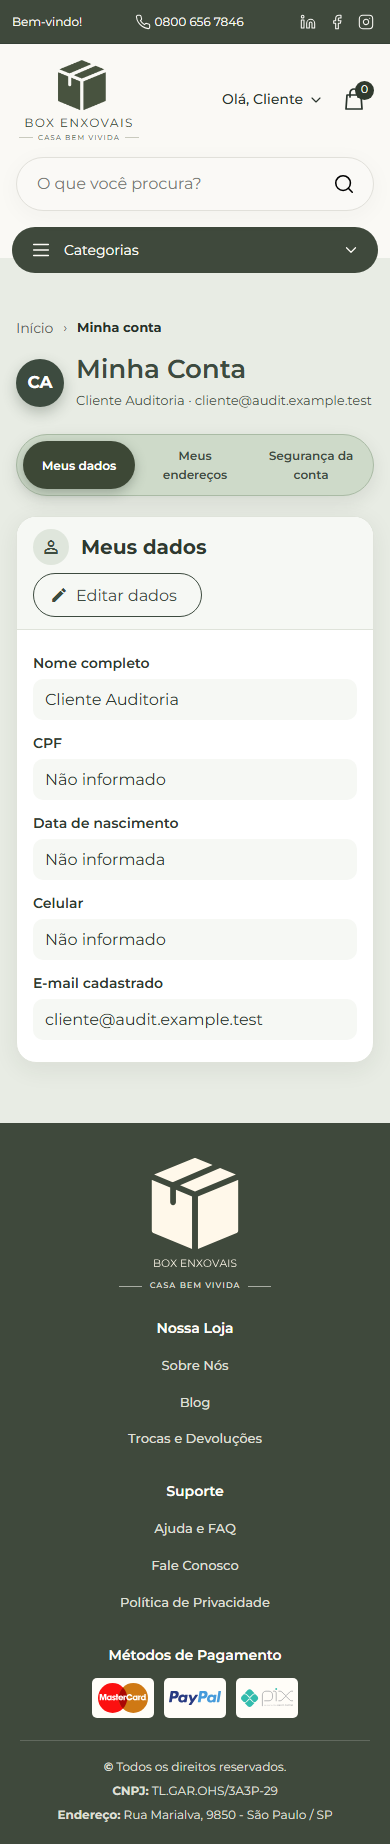 Bem-vindo!
0800 656 7846
BOX ENXOVAIS
CASA BEM VIVIDA
Olá, Cliente
0
O que você procura?
Categorias
Início › Minha conta
CA
Minha Conta
Cliente Auditoria · cliente@audit.example.test
Meus dados
Meus
endereços
Segurança da
conta
Meus dados
Editar dados
Nome completo
Cliente Auditoria
CPF
Não informado
Data de nascimento
Não informada
Celular
Não informado
E-mail cadastrado
cliente@audit.example.test
BOX ENXOVAIS
CASA BEM VIVIDA
Nossa Loja
Sobre Nós
Blog
Trocas e Devoluções
Suporte
Ajuda e FAQ
Fale Conosco
Política de Privacidade
Métodos de Pagamento
MasterCard
PayPal
pix
© Todos os direitos reservados.
CNPJ: TL.GAR.OHS/3A3P-29
Endereço: Rua Marialva, 9850 - São Paulo / SP